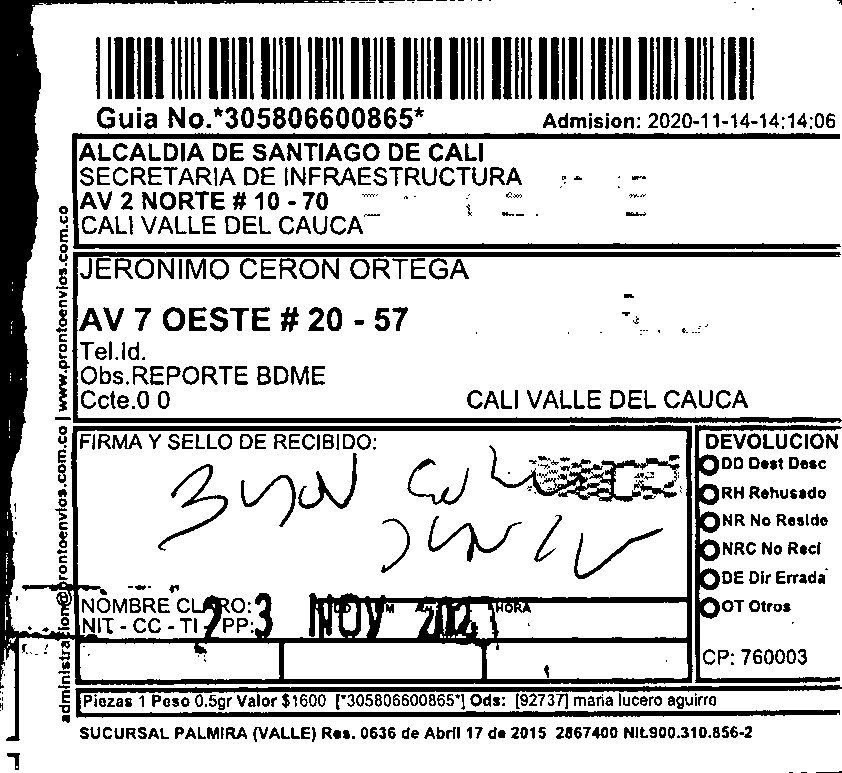 Guia No.*305806600865*
Admision: 2020-11-14-14:14:06
ALCALDIA DE SANTIAGO DE CALI
SECRETARIA DE INFRAESTRUCTURA
AV 2 NORTE # 10 - 70
CALI VALLE DEL CAUCA
JERONIMO CERON ORTEGA
AV 7 OESTE # 20 - 57
Tel.Id.
Obs.REPORTE BDME
Ccte.0 0
CALI VALLE DEL CAUCA
administracion@prontoenvios.com.co | www.prontoenvios.com.co
FIRMA Y SELLO DE RECIBIDO:
NOMBRE CLARO:
NIT - CC - TI - PP:
23 NOV 202
HORA
DEVOLUCION
DD Dest Desc
RH Rehusado
NR No Reside
NRC No Reci
DE Dir Errada
OT Otros
CP: 760003
Piezas 1 Peso 0.5gr Valor $1600 [*305806600865*] Ods: [92737] maria lucero aguirre
SUCURSAL PALMIRA (VALLE) Res. 0636 de Abril 17 de 2015 2867400 Nit.900.310.856-2